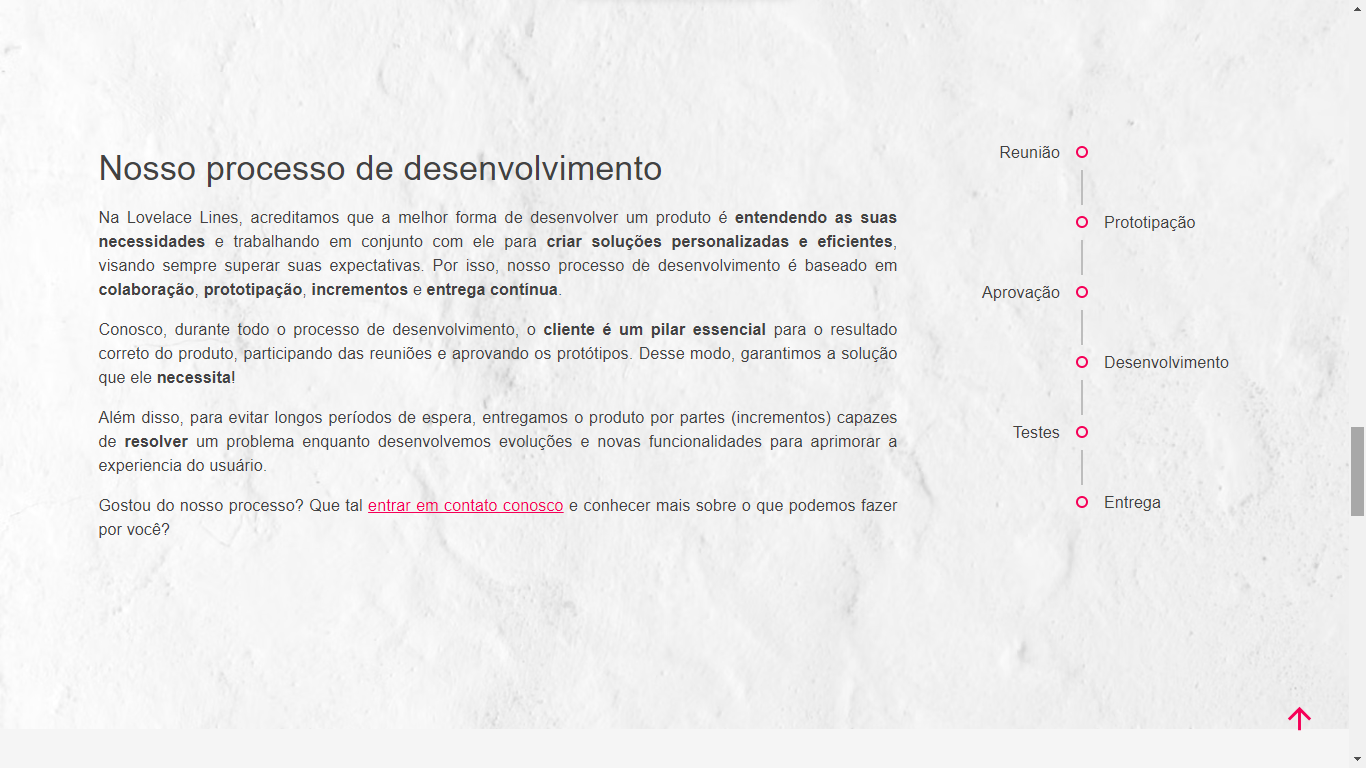 Nosso processo de desenvolvimento
Na Lovelace Lines, acreditamos que a melhor forma de desenvolver um produto é entendendo as suas
necessidades e trabalhando em conjunto com ele para criar soluções personalizadas e eficientes,
visando sempre superar suas expectativas. Por isso, nosso processo de desenvolvimento é baseado em
colaboração, prototipação, incrementos e entrega contínua.
Conosco, durante todo o processo de desenvolvimento, o cliente é um pilar essencial para o resultado
correto do produto, participando das reuniões e aprovando os protótipos. Desse modo, garantimos a solução
que ele necessita!
Além disso, para evitar longos períodos de espera, entregamos o produto por partes (incrementos) capazes
de resolver um problema enquanto desenvolvemos evoluções e novas funcionalidades para aprimorar a
experiencia do usuário.
Gostou do nosso processo? Que tal entrar em contato conosco e conhecer mais sobre o que podemos fazer
por você?
Reunião
Prototipação
Aprovação
Desenvolvimento
Testes
Entrega